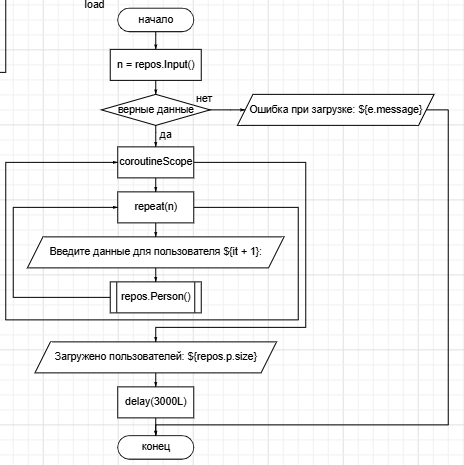 load
начало
n = repos.Input()
верные данные
нет
Ошибка при загрузке: ${e.message}
да
coroutineScope
repeat(n)
Введите данные для пользователя ${it + 1}:
repos.Person()
Загружено пользователей: ${repos.p.size}
delay(3000L)
конец